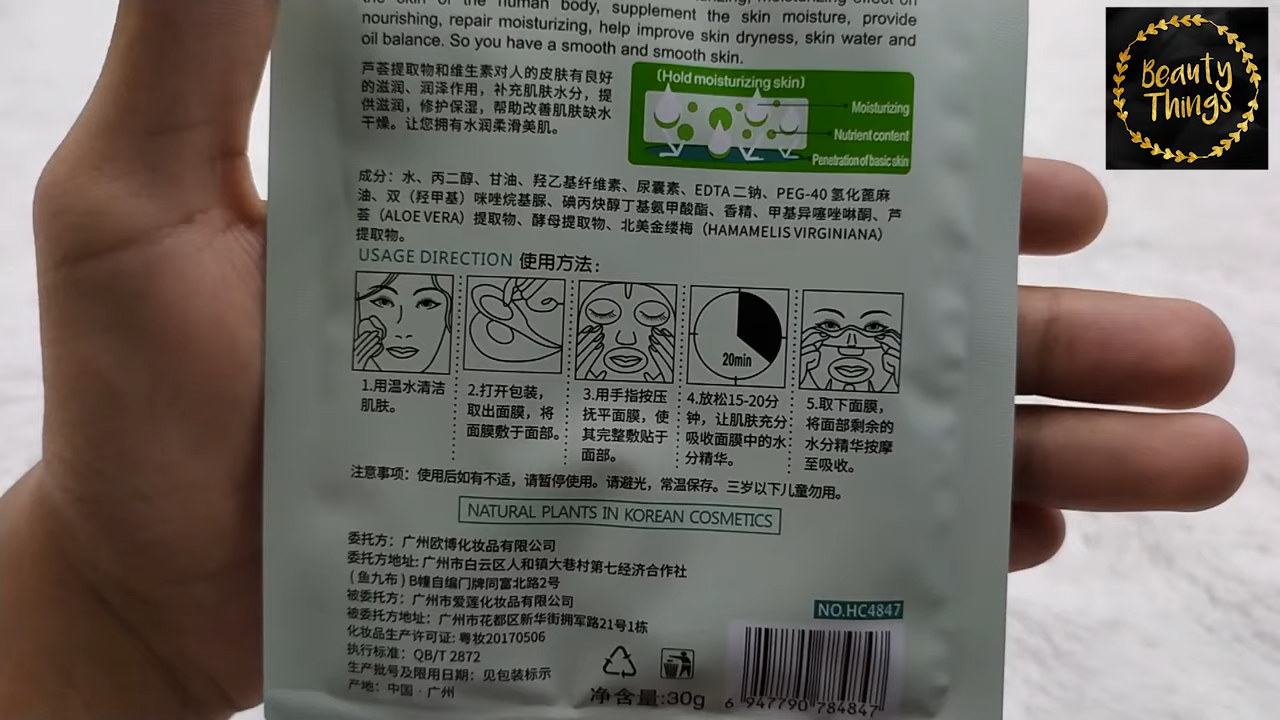 the skin of the human body, supplement the skin moisture, provide
nourishing, repair moisturizing, help improve skin dryness, skin water and
oil balance. So you have a smooth and smooth skin.
芦荟提取物和维生素对人的皮肤有良好
的滋润、润泽作用，补充肌肤水分，提
供滋润，修护保湿，帮助改善肌肤缺水
干燥。让您拥有水润柔滑美肌。
(Hold moisturizing skin)
Moisturizing
Nutrient content
Penetration of basic skin
成分：水、丙二醇、甘油、羟乙基纤维素、尿囊素、EDTA 二钠、PEG-40 氢化蓖麻
油、双（羟甲基）咪唑烷基脲、碘丙炔醇丁基氨甲酸酯、香精、甲基异噻唑啉酮、芦
荟（ALOE VERA）提取物、酵母提取物、北美金缕梅（HAMAMELIS VIRGINIANA）
提取物。
USAGE DIRECTION 使用方法：
20min
1.用温水清洁
肌肤。
2.打开包装，
取出面膜，将
面膜敷于面部。
3.用手指按压
抚平面膜，使
其完整敷贴于
面部。
4.放松15-20分
钟，让肌肤充分
吸收面膜中的水
分精华。
5.取下面膜，
将面部剩余的
水分精华按摩
至吸收。
注意事项：使用后如有不适，请暂停使用。请避光，常温保存。三岁以下儿童勿用。
NATURAL PLANTS IN KOREAN COSMETICS
委托方：广州欧博化妆品有限公司
委托方地址: 广州市白云区人和镇大巷村第七经济合作社
( 鱼九布 ) B幢自编门牌同富北路2号
被委托方：广州市爱莲化妆品有限公司
被委托方地址：广州市花都区新华街拥军路21号1栋
化妆品生产许可证: 粤妆20170506
执行标准：QB/T 2872
生产批号及限用日期：见包装标示
产地：中国 · 广州
净含量:30g
NO.HC4847
6 947790 784847
Beauty
Things